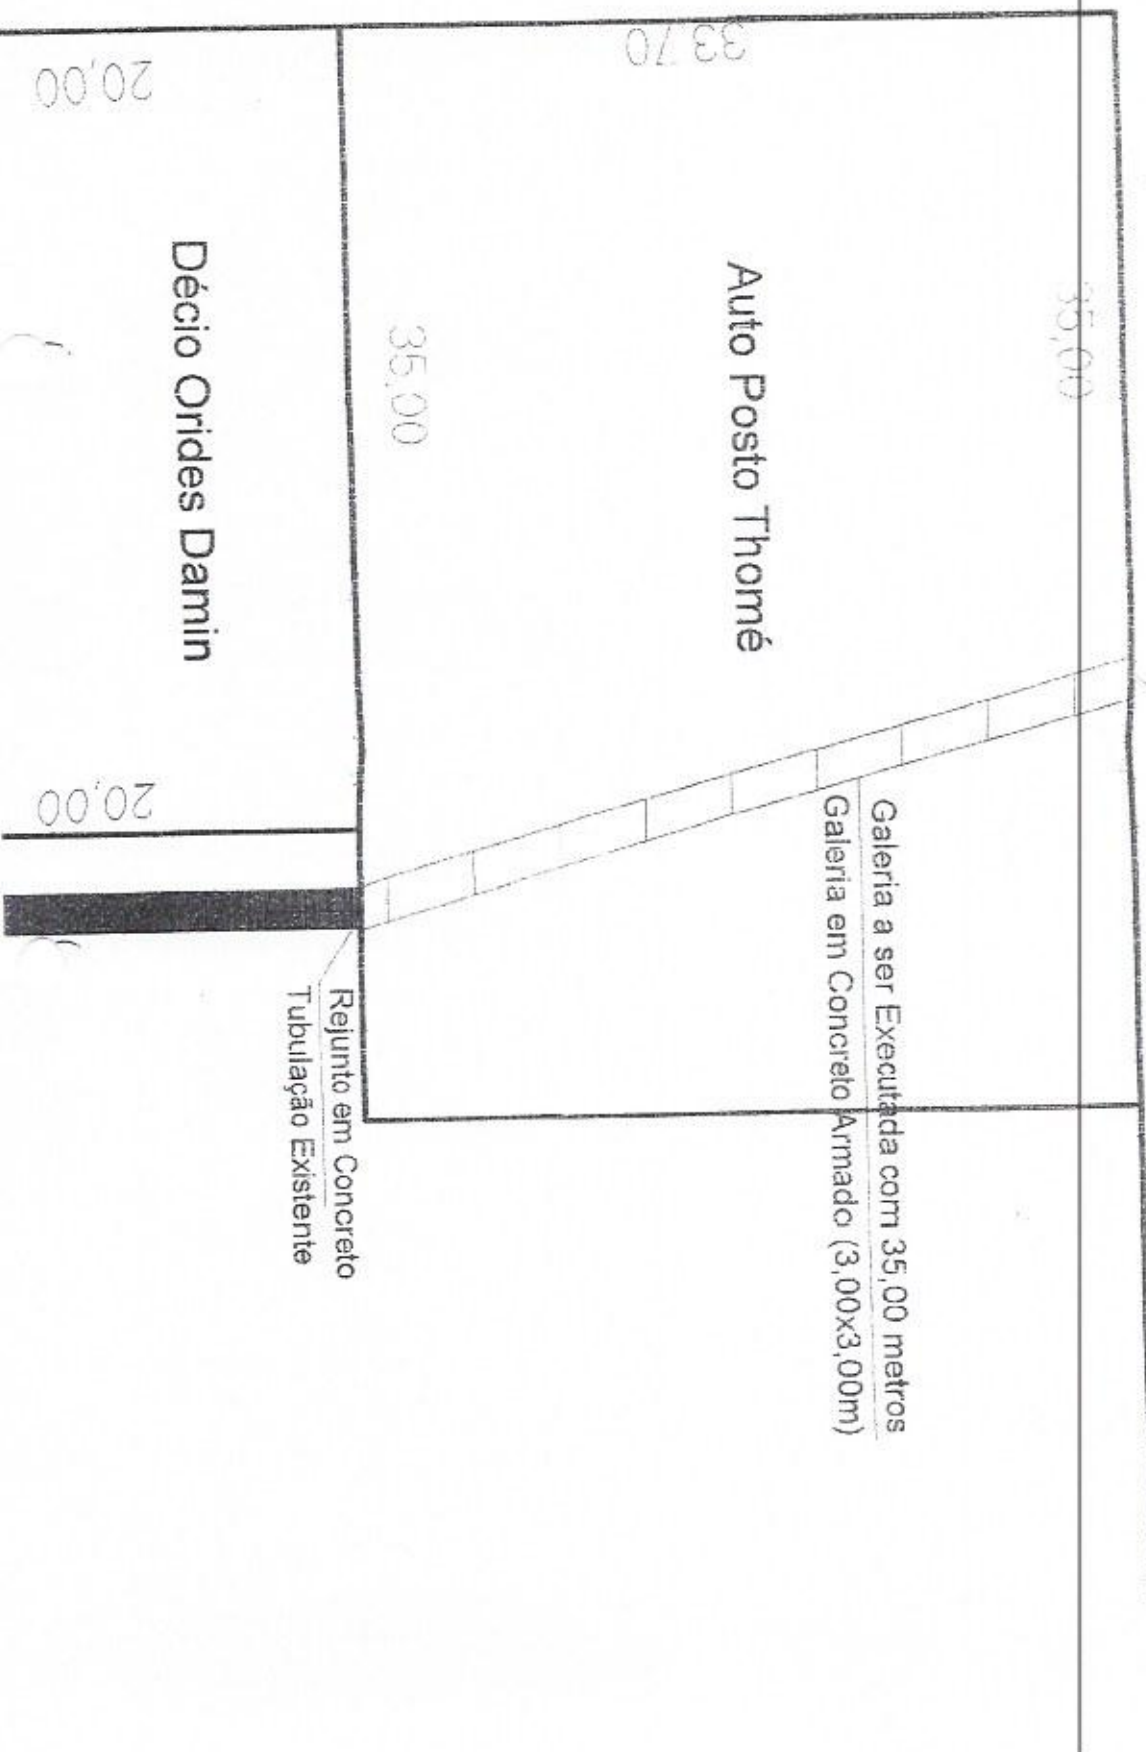 33,70
20,00
35,00
Auto Posto Thomé
35,00
Décio Orides Damin
20,00
Galeria a ser Executada com 35,00 metros
Galeria em Concreto Armado (3,00x3,00m)
Rejunto em Concreto
Tubulação Existente